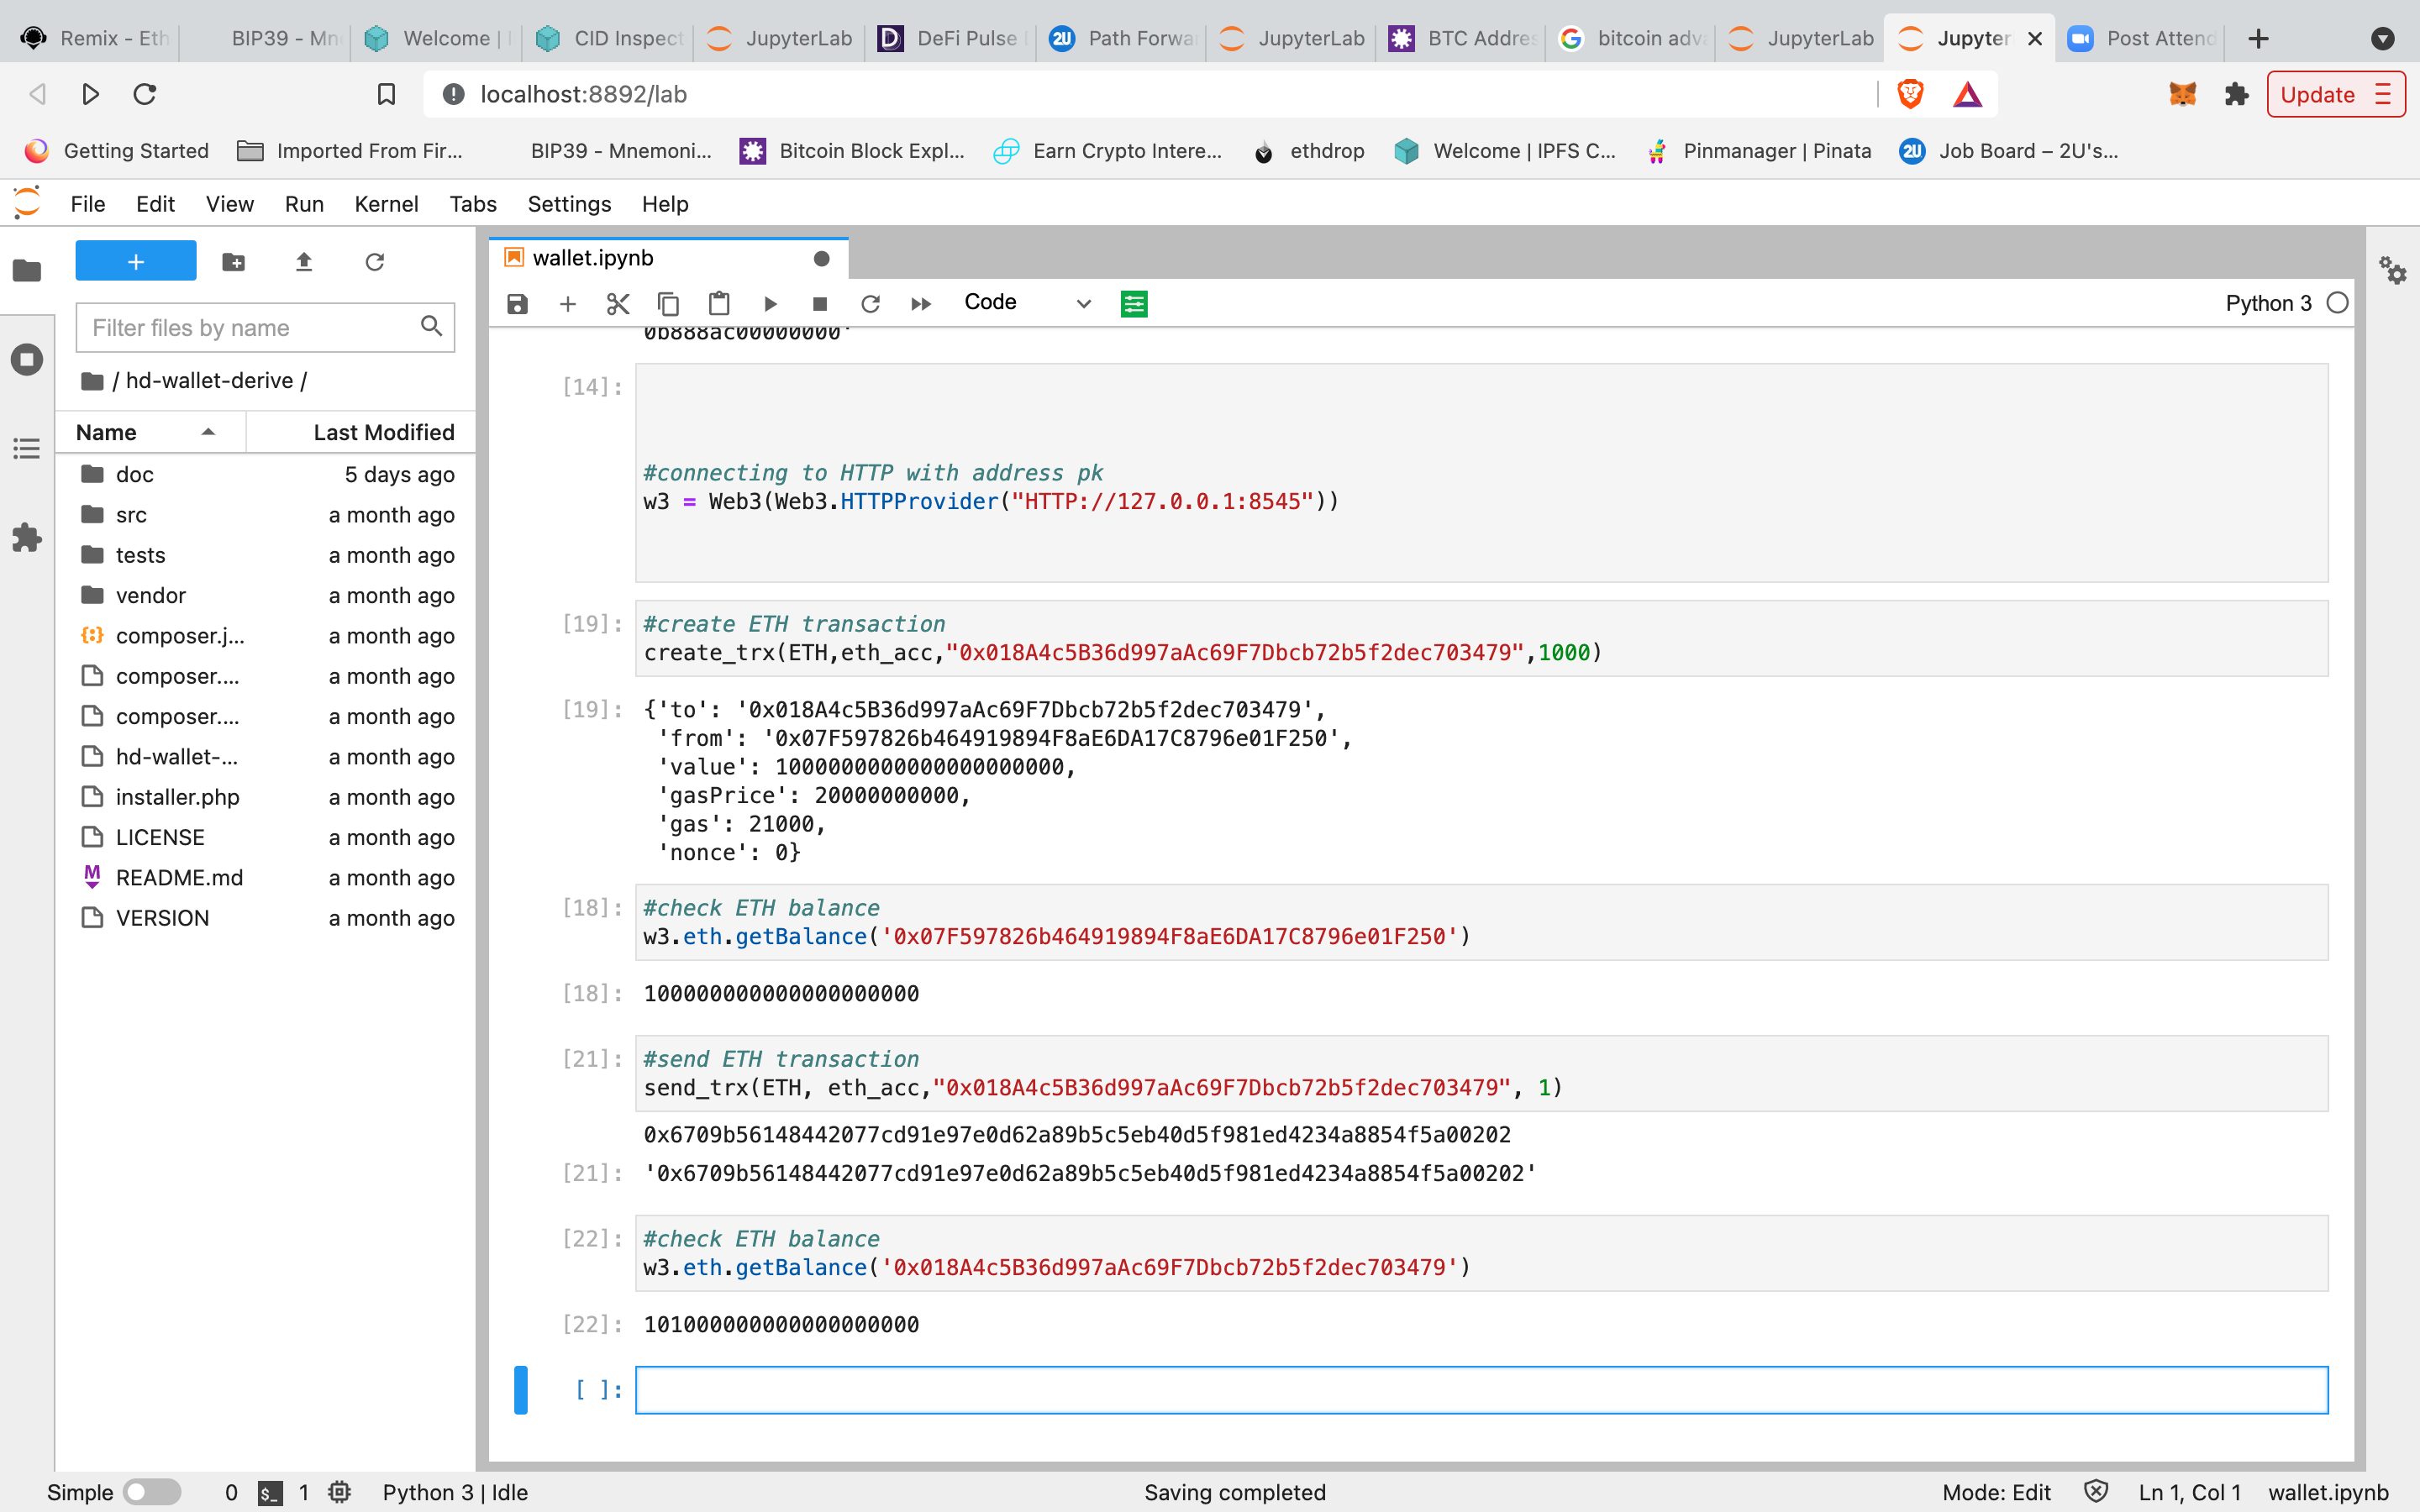 Remix - Eth
BIP39 - Mn
Welcome |
CID Inspect
JupyterLab
DeFi Pulse
Path Forwa
JupyterLab
BTC Addres
bitcoin adva
JupyterLab
Jupyter
Post Attend
localhost:8892/lab
Update
Getting Started
Imported From Fir...
BIP39 - Mnemoni...
Bitcoin Block Expl...
Earn Crypto Intere...
ethdrop
Welcome | IPFS C...
Pinmanager | Pinata
2U
Job Board – 2U's...
File Edit View Run Kernel Tabs Settings Help
+
Filter files by name
/ hd-wallet-derive /
Name Last Modified
doc 5 days ago
src a month ago
tests a month ago
vendor a month ago
composer.j... a month ago
composer.... a month ago
composer.... a month ago
hd-wallet-... a month ago
installer.php a month ago
LICENSE a month ago
README.md a month ago
VERSION a month ago
wallet.ipynb
Code
Python 3
0b888ac00000000'
[14]:
#connecting to HTTP with address pk
w3 = Web3(Web3.HTTPProvider("HTTP://127.0.0.1:8545"))
[19]: #create ETH transaction
create_trx(ETH,eth_acc,"0x018A4c5B36d997aAc69F7Dbcb72b5f2dec703479",1000)
[19]: {'to': '0x018A4c5B36d997aAc69F7Dbcb72b5f2dec703479',
'from': '0x07F597826b464919894F8aE6DA17C8796e01F250',
'value': 1000000000000000000000,
'gasPrice': 20000000000,
'gas': 21000,
'nonce': 0}
[18]: #check ETH balance
w3.eth.getBalance('0x07F597826b464919894F8aE6DA17C8796e01F250')
[18]: 100000000000000000000
[21]: #send ETH transaction
send_trx(ETH, eth_acc,"0x018A4c5B36d997aAc69F7Dbcb72b5f2dec703479", 1)
0x6709b56148442077cd91e97e0d62a89b5c5eb40d5f981ed4234a8854f5a00202
[21]: '0x6709b56148442077cd91e97e0d62a89b5c5eb40d5f981ed4234a8854f5a00202'
[22]: #check ETH balance
w3.eth.getBalance('0x018A4c5B36d997aAc69F7Dbcb72b5f2dec703479')
[22]: 101000000000000000000
[ ]:
Simple 0 $_ 1 Python 3 | Idle
Saving completed
Mode: Edit Ln 1, Col 1 wallet.ipynb